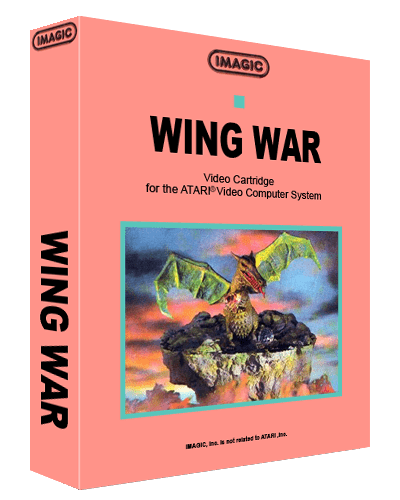 IMAGIC
IMAGIC
WING WAR
Video Cartridge
for the ATARI® Video Computer System
WING WAR
IMAGIC, Inc. is not related to ATARI ,Inc.